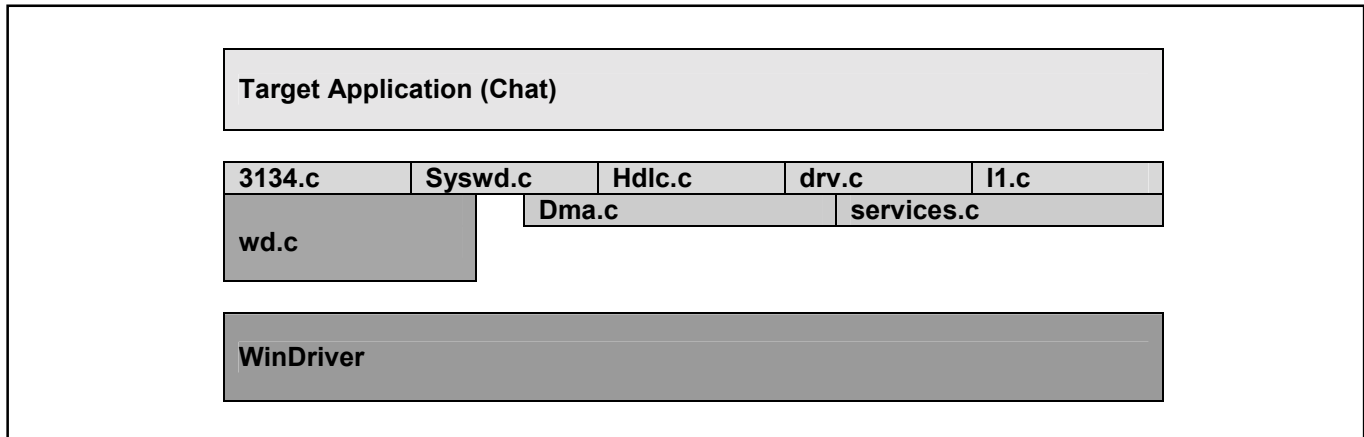 Target Application (Chat)
3134.c Syswd.c Hdlc.c drv.c l1.c
Dma.c services.c
wd.c
WinDriver